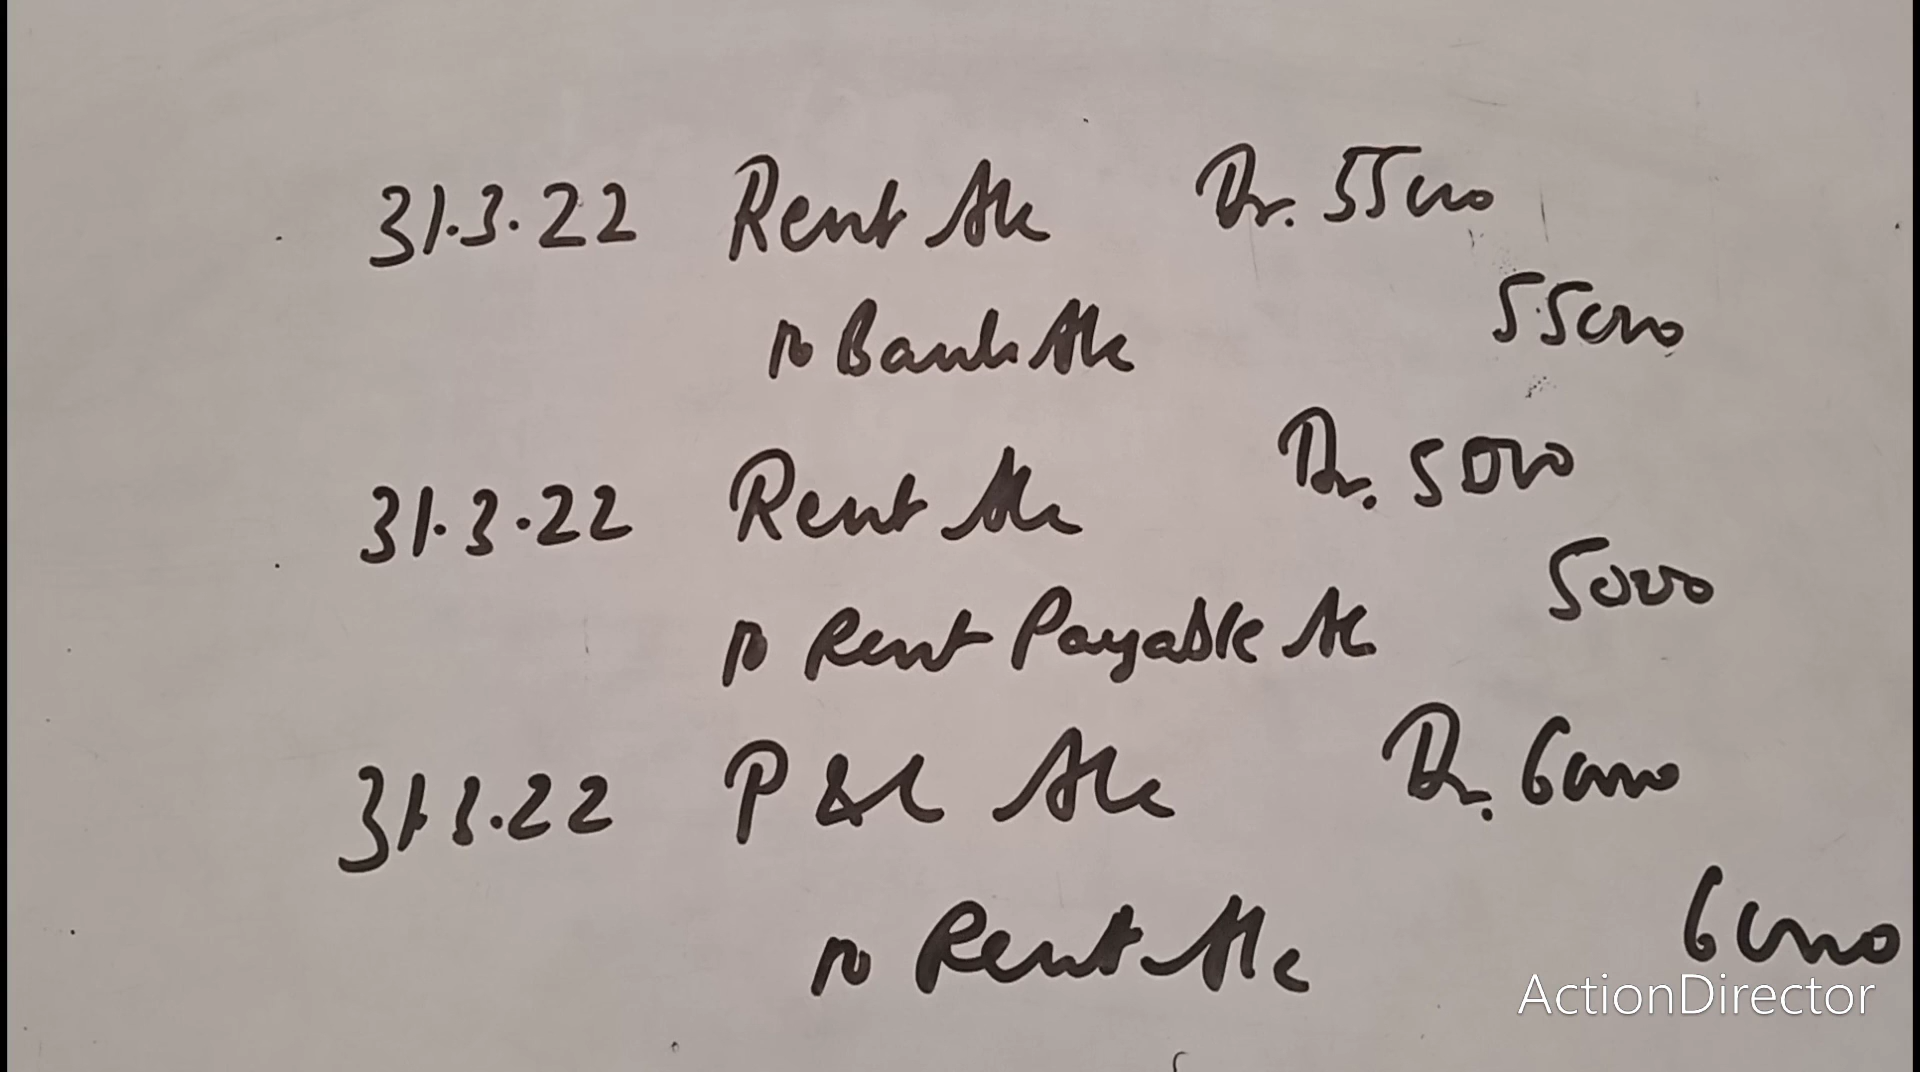 31.3.22 Rent A/c Dr. 55000
to Bank A/c 55000
31.3.22 Rent A/c Dr. 5000
to Rent Payable A/c 5000
31.3.22 P & L A/c Dr. 60000
to Rent A/c 60000
ActionDirector